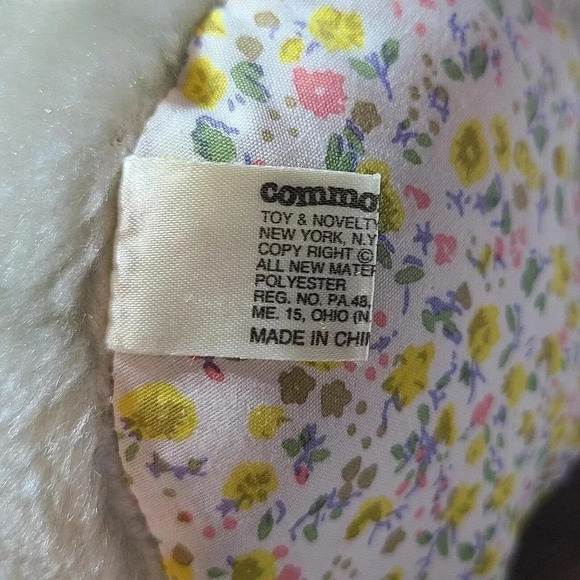 commo
TOY & NOVELTY
NEW YORK, N.Y
COPY RIGHT ©
ALL NEW MATER
POLYESTER
REG. NO. PA.48,
ME. 15, OHIO (N.
MADE IN CHIN